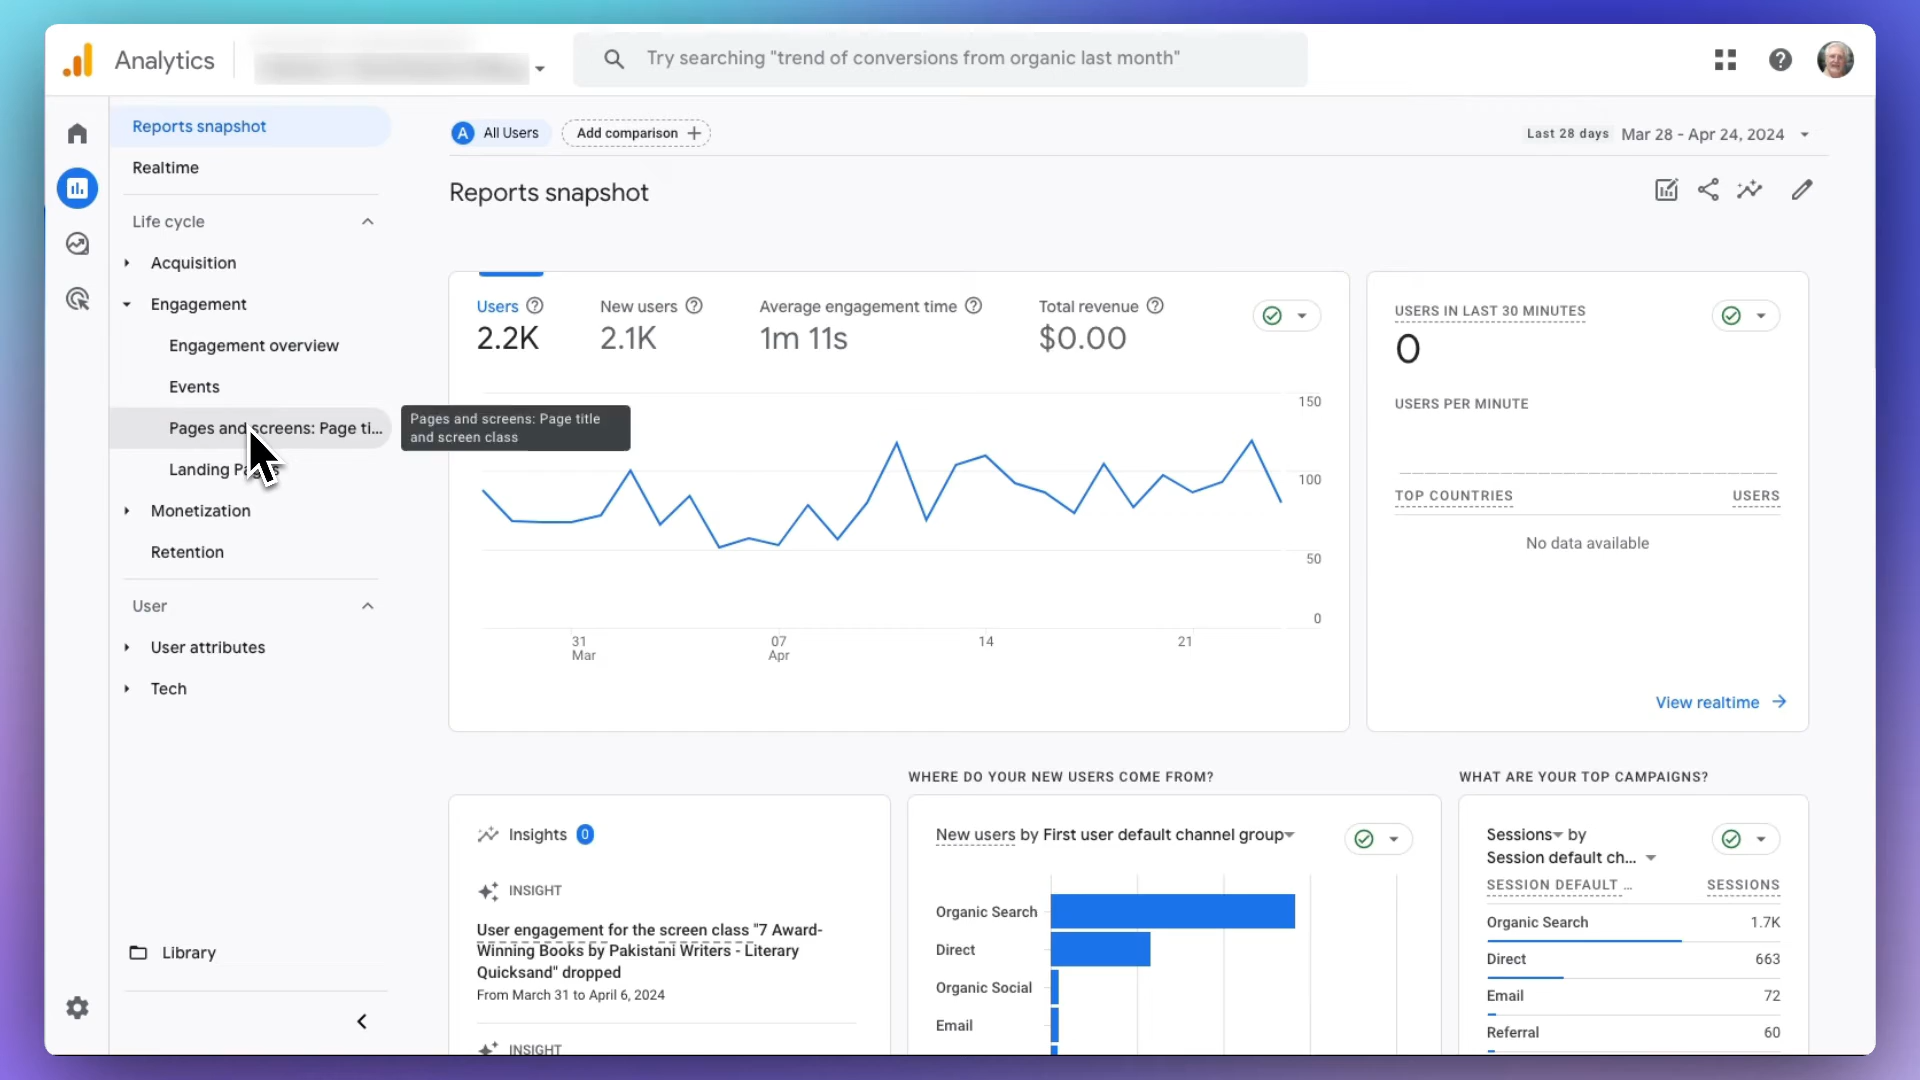 Analytics
Try searching "trend of conversions from organic last month"
Reports snapshot
Realtime
Life cycle
Acquisition
Engagement
Engagement overview
Events
Pages and screens: Page ti...
Landing
Monetization
Retention
User
User attributes
Tech
Library
Pages and screens: Page title
and screen class
A All Users
Add comparison +
Last 28 days Mar 28 - Apr 24, 2024
Reports snapshot
Users New users Average engagement time Total revenue
2.2K 2.1K 1m 11s $0.00
150
100
50
0
31 07 14 21
Mar Apr
USERS IN LAST 30 MINUTES
0
USERS PER MINUTE
TOP COUNTRIES USERS
No data available
View realtime
Insights 0
INSIGHT
User engagement for the screen class "7 Award-
Winning Books by Pakistani Writers - Literary
Quicksand" dropped
From March 31 to April 6, 2024
INSIGHT
WHERE DO YOUR NEW USERS COME FROM?
New users by First user default channel group
Organic Search
Direct
Organic Social
Email
WHAT ARE YOUR TOP CAMPAIGNS?
Sessions by
Session default ch...
SESSION DEFAULT ... SESSIONS
Organic Search 1.7K
Direct 663
Email 72
Referral 60